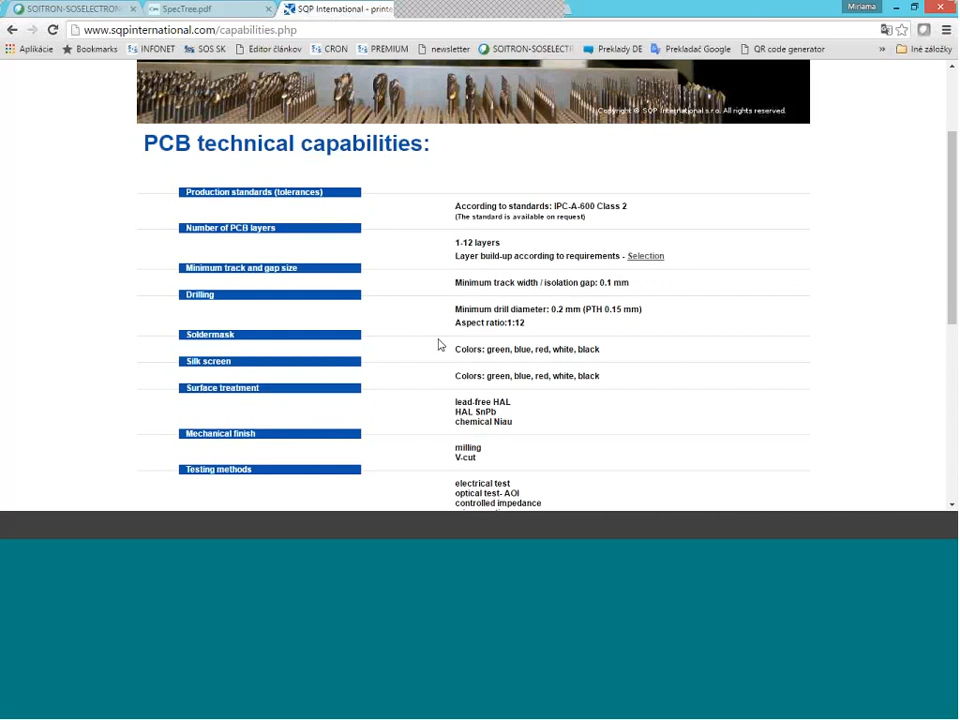 SOITRON-SOSELECTRON
SpecTree.pdf
SQP International - printe
Miriama
www.sqpinternational.com/capabilities.php
Aplikácie
Bookmarks
INFONET
SOS SK
Editor článkov
CRON
PREMIUM
newsletter
SOITRON-SOSELECTR
Preklady DE
Prekladač Google
QR code generator
»
Iné záložky
Copyright © SQP International s.r.o. All rights reserved.
PCB technical capabilities:
Production standards (tolerances)
According to standards: IPC-A-600 Class 2
(The standard is available on request)
Number of PCB layers
1-12 layers
Layer build-up according to requirements - Selection
Minimum track and gap size
Minimum track width / isolation gap: 0.1 mm
Drilling
Minimum drill diameter: 0.2 mm (PTH 0.15 mm)
Aspect ratio:1:12
Soldermask
Colors: green, blue, red, white, black
Silk screen
Colors: green, blue, red, white, black
Surface treatment
lead-free HAL
HAL SnPb
chemical Niau
Mechanical finish
milling
V-cut
Testing methods
electrical test
optical test- AOI
controlled impedance